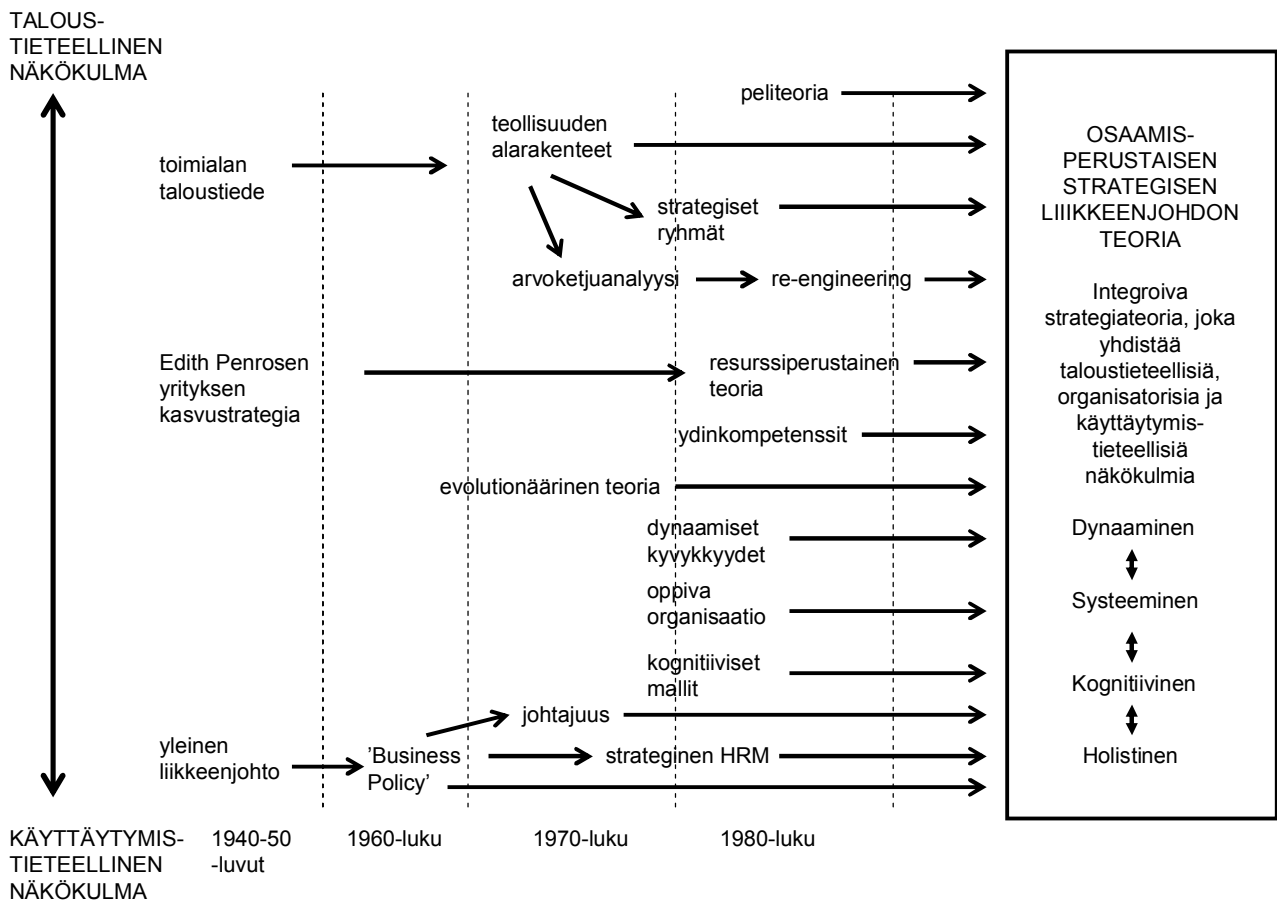 TALOUS-
TIETEELLINEN
NÄKÖKULMA
peliteoria
teollisuuden
alarakenteet
toimialan
taloustiede
strategiset
ryhmät
arvoketjuanalyysi
re-engineering
Edith Penrosen
yrityksen
kasvustrategia
resurssiperustainen
teoria
ydinkompetenssit
evolutionäärinen teoria
dynaamiset
kyvykkyydet
oppiva
organisaatio
kognitiiviset
mallit
johtajuus
yleinen
liikkeenjohto
’Business
Policy’
strateginen HRM
OSAAMIS-
PERUSTAISEN
STRATEGISEN
LIIIKKEENJOHDON
TEORIA
Integroiva
strategiateoria, joka
yhdistää
taloustieteellisiä,
organisatorisia ja
käyttäytymis-
tieteellisiä
näkökulmia
Dynaaminen
Systeeminen
Kognitiivinen
Holistinen
KÄYTTÄYTYMIS-
TIETEELLINEN
NÄKÖKULMA
1940-50
-luvut
1960-luku
1970-luku
1980-luku